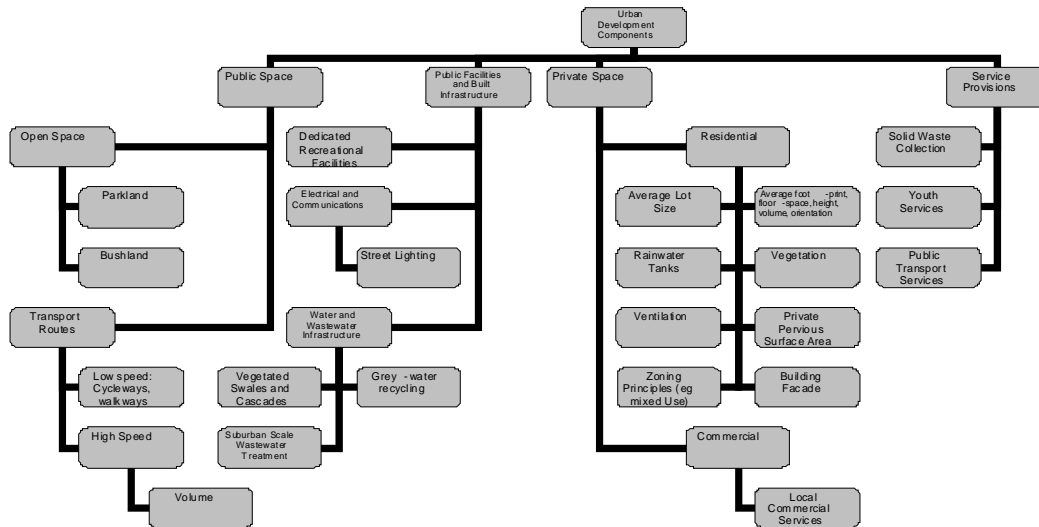 Urban
Development
Components
Public Space
Public Facilities
and Built
Infrastructure
Private Space
Service
Provisions
Open Space
Dedicated
Recreational
Facilities
Residential
Solid Waste
Collection
Parkland
Electrical and
Communications
Average Lot
Size
Average foot -print,
floor -space, height,
volume, orientation
Youth
Services
Bushland
Street Lighting
Rainwater
Tanks
Vegetation
Public
Transport
Services
Transport
Routes
Water and
Wastewater
Infrastructure
Ventilation
Private
Pervious
Surface Area
Low speed:
Cycleways,
walkways
Vegetated
Swales and
Cascades
Grey -water
recycling
Zoning
Principles (eg
mixed Use)
Building
Facade
High Speed
Suburban Scale
Wastewater
Treatment
Commercial
Volume
Local
Commercial
Services